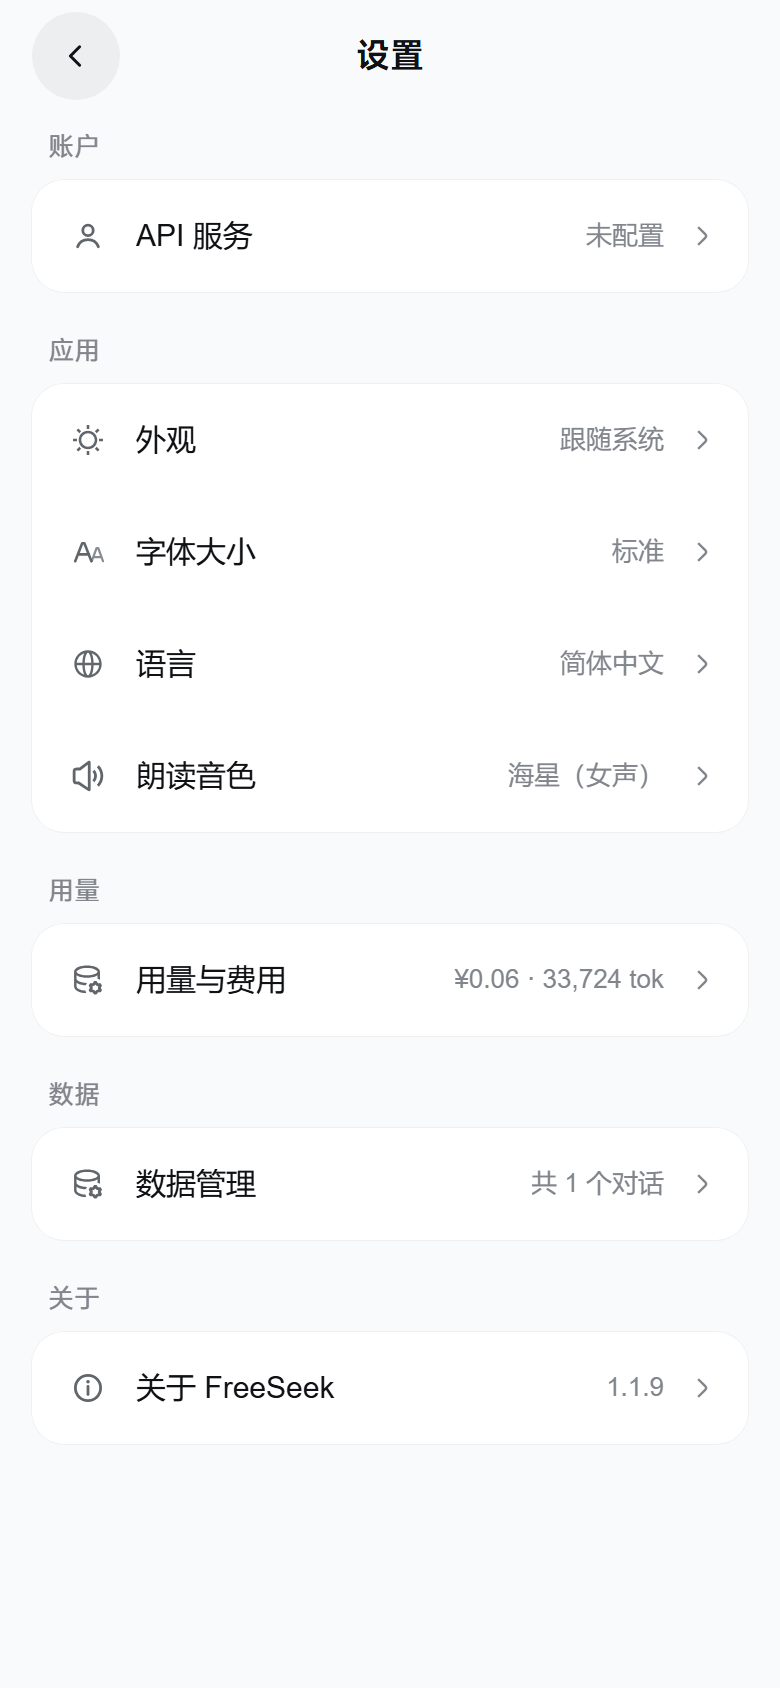 设置
账户
API 服务 未配置
应用
外观 跟随系统
字体大小 标准
语言 简体中文
朗读音色 海星（女声）
用量
用量与费用 ¥0.06 · 33,724 tok
数据
数据管理 共 1 个对话
关于
关于 FreeSeek 1.1.9